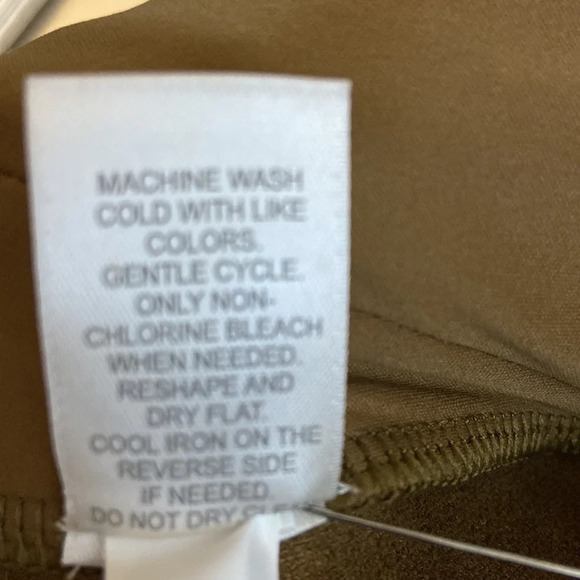 MACHINE WASH
COLD WITH LIKE
COLORS.
GENTLE CYCLE.
ONLY NON-
CHLORINE BLEACH
WHEN NEEDED.
RESHAPE AND
DRY FLAT.
COOL IRON ON THE
REVERSE SIDE
IF NEEDED.
DO NOT DRY